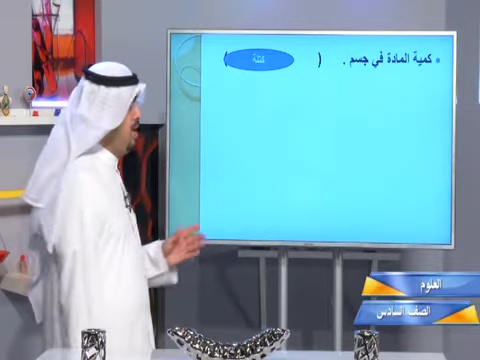 * كمية المادة في جسم . ( كتلة )
العلوم
الصف السادس